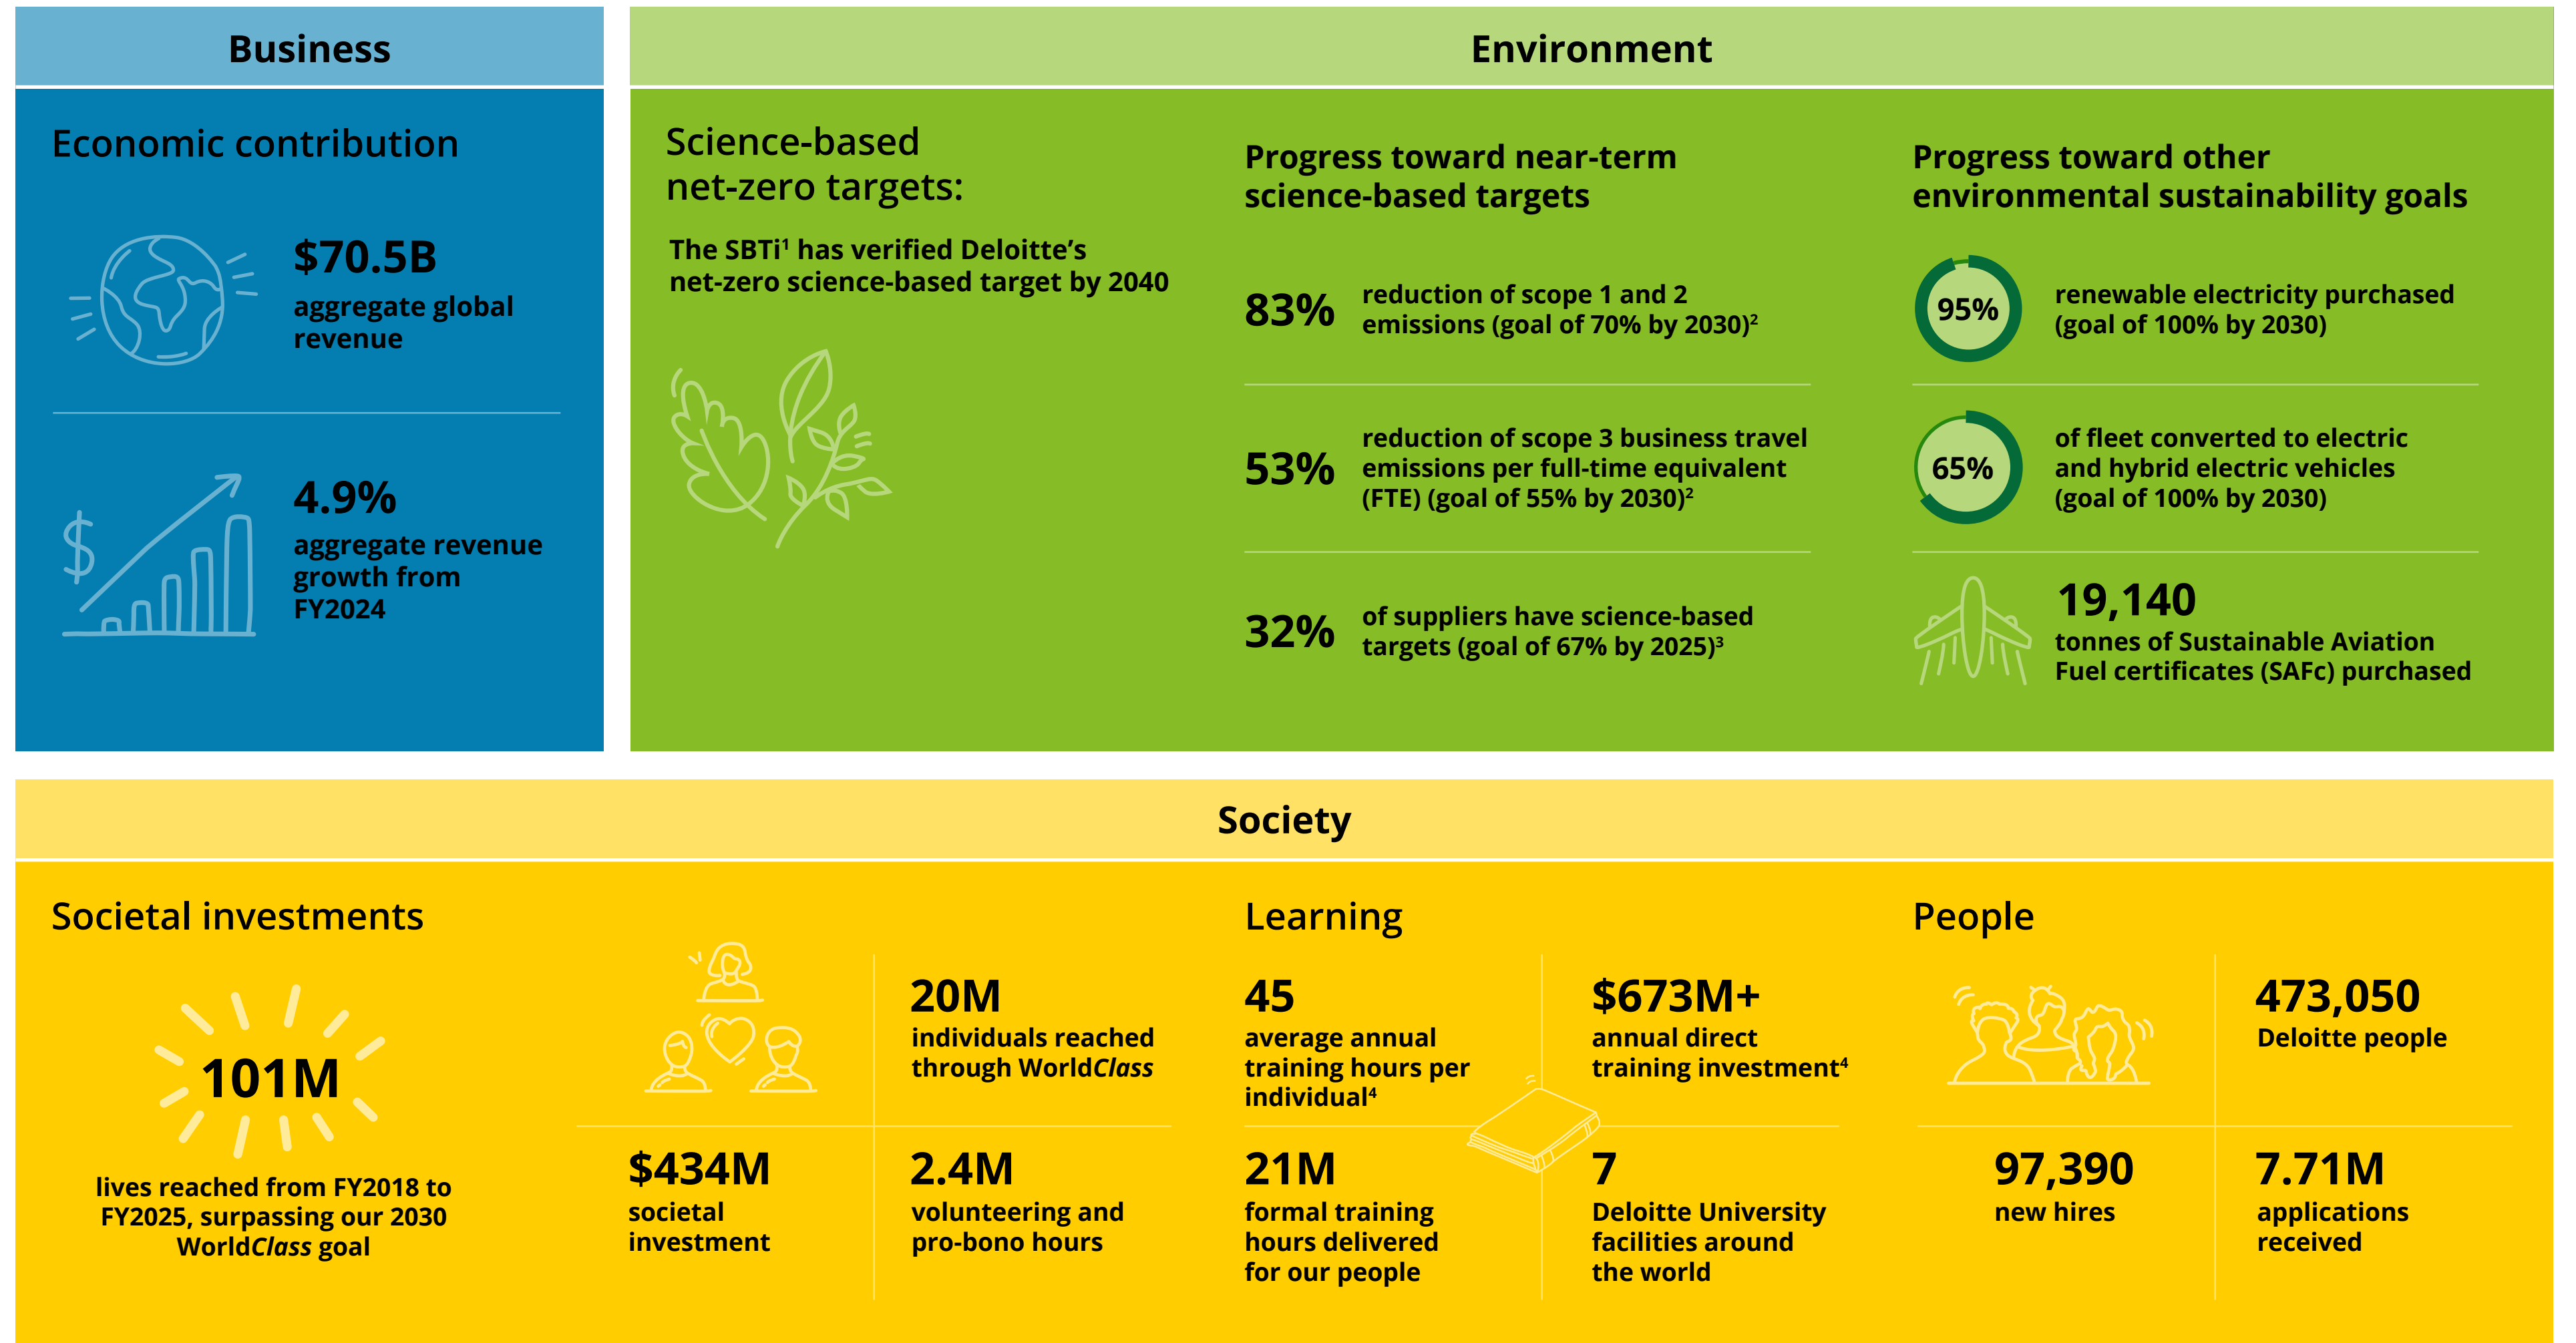 Business
Economic contribution
$70.5B
aggregate global
revenue
4.9%
aggregate revenue
growth from
FY2024
Environment
Science-based
net-zero targets:
The SBTi¹ has verified Deloitte’s
net-zero science-based target by 2040
Progress toward near-term
science-based targets
83%
reduction of scope 1 and 2
emissions (goal of 70% by 2030)²
53%
reduction of scope 3 business travel
emissions per full-time equivalent
(FTE) (goal of 55% by 2030)²
32%
of suppliers have science-based
targets (goal of 67% by 2025)³
Progress toward other
environmental sustainability goals
95%
renewable electricity purchased
(goal of 100% by 2030)
65%
of fleet converted to electric
and hybrid electric vehicles
(goal of 100% by 2030)
19,140
tonnes of Sustainable Aviation
Fuel certificates (SAFc) purchased
Society
Societal investments
101M
lives reached from FY2018 to
FY2025, surpassing our 2030
WorldClass goal
20M
individuals reached
through WorldClass
$434M
societal
investment
2.4M
volunteering and
pro-bono hours
Learning
45
average annual
training hours per
individual⁴
$673M+
annual direct
training investment⁴
21M
formal training
hours delivered
for our people
7
Deloitte University
facilities around
the world
People
473,050
Deloitte people
97,390
new hires
7.71M
applications
received
$